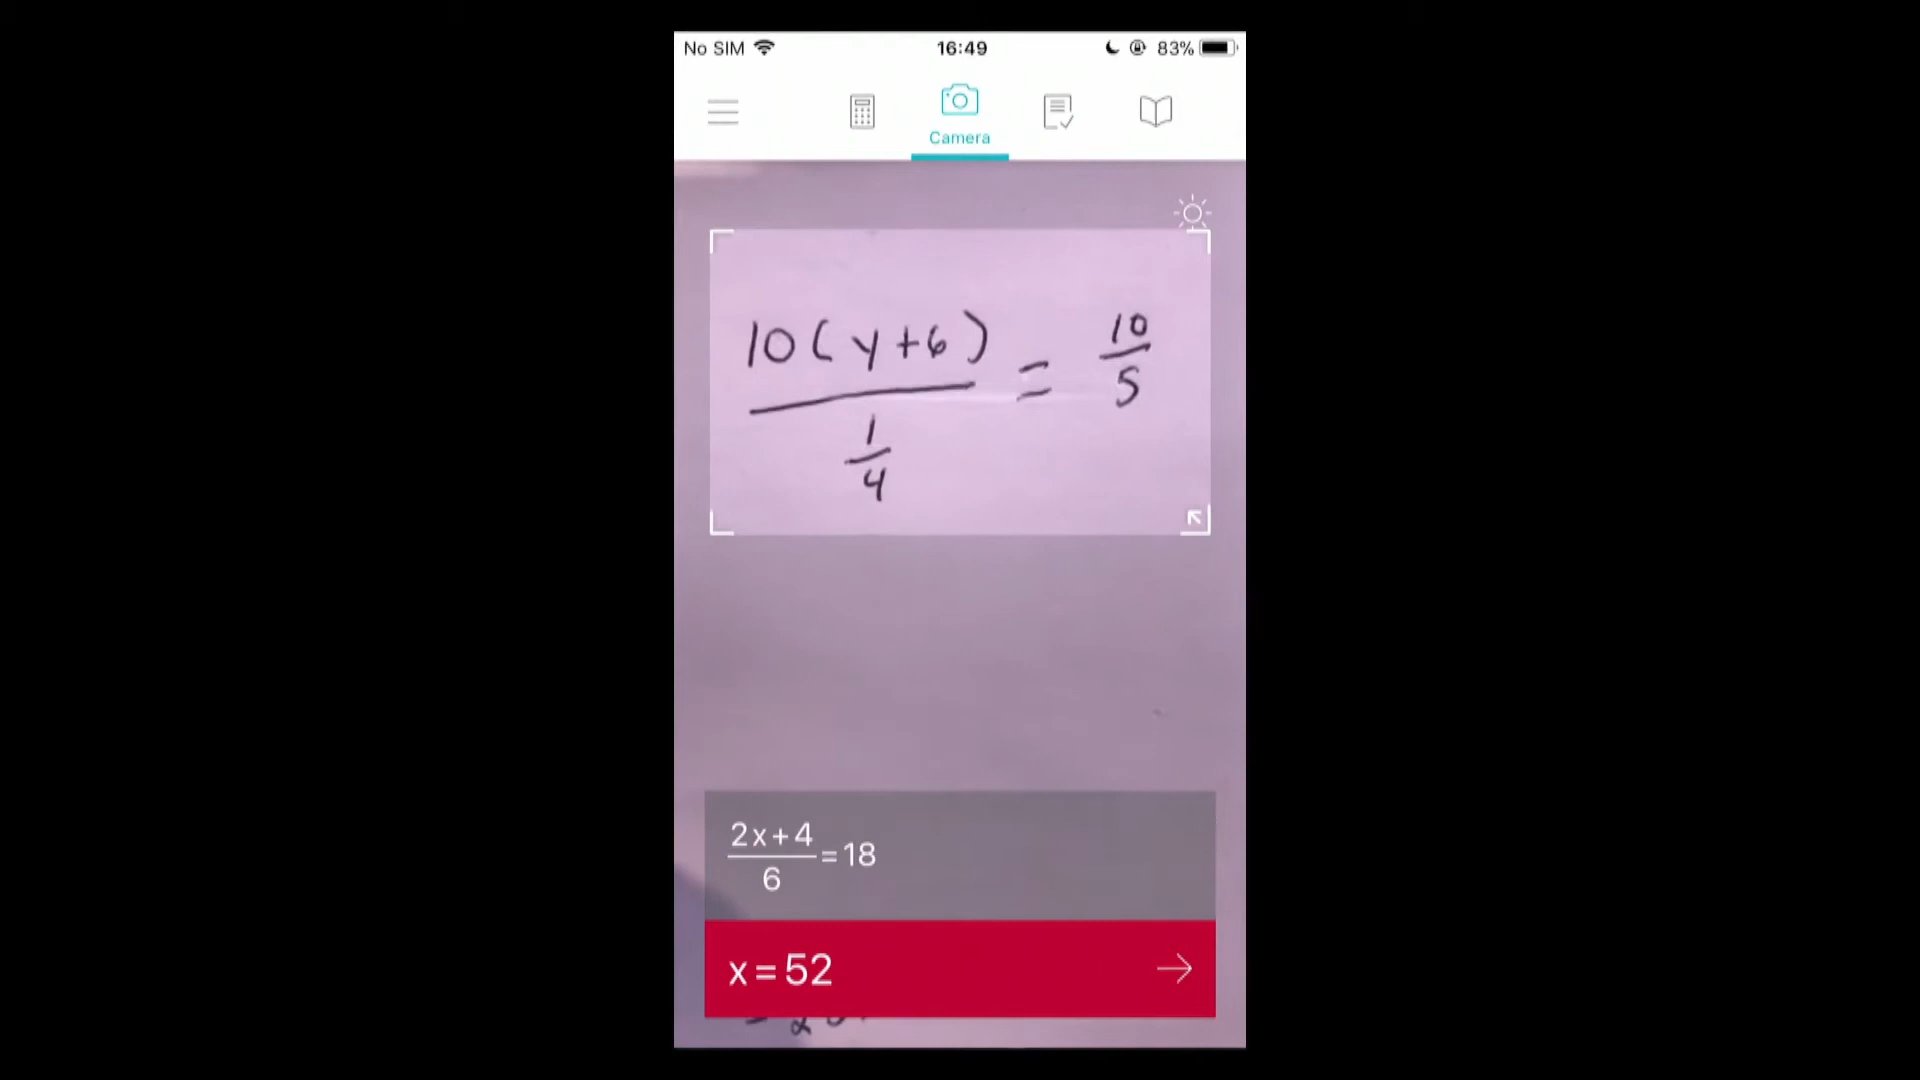 No SIM 16:49 83%
Camera
10(y+6) / 1/4 = 10/5
2x+4 / 6 =18
x=52